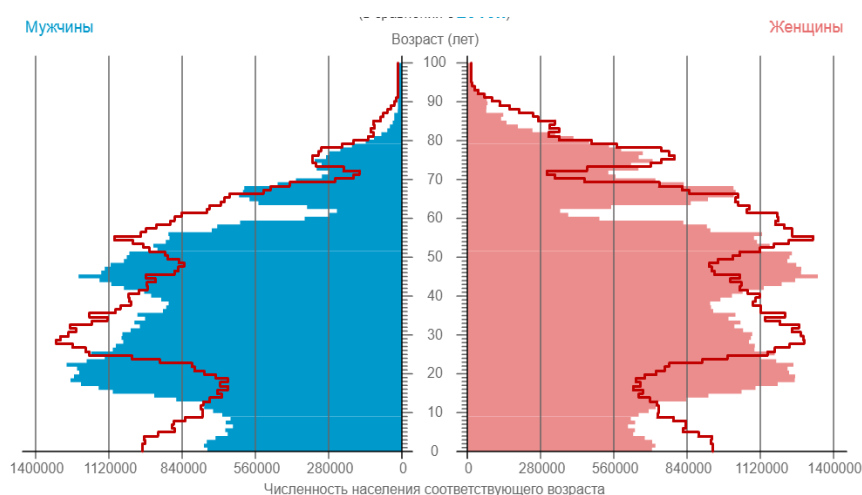 Мужчины
Женщины
Возраст (лет)
100
90
80
70
60
50
40
30
20
10
0
1400000 1120000 840000 560000 280000 0 0 280000 560000 840000 1120000 1400000
Численность населения соответствующего возраста